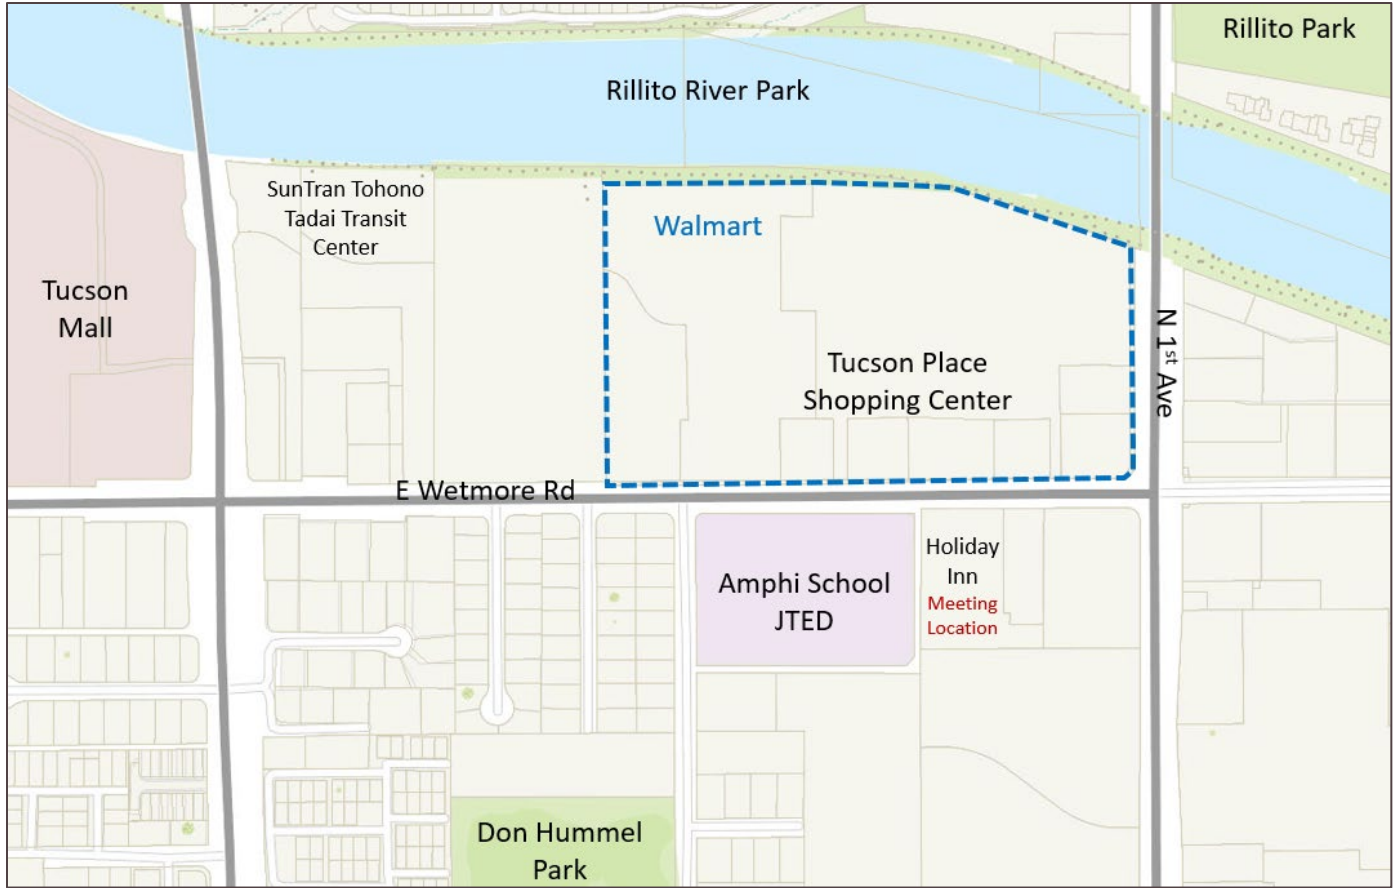 Rillito Park
Rillito River Park
SunTran Tohono
Tadai Transit
Center
Walmart
Tucson
Mall
N 1st Ave
Tucson Place
Shopping Center
E Wetmore Rd
Holiday
Inn
Meeting
Location
Amphi School
JTED
Don Hummel
Park